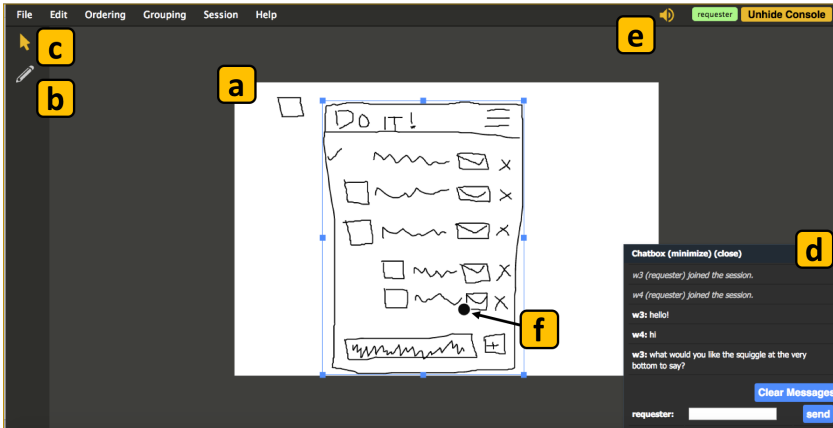 File Edit Ordering Grouping Session Help requester Unhide Console
e
c
a
b
DO IT!
d
Chatbox (minimize) (close)
w3 (requester) joined the session.
w4 (requester) joined the session.
w3: hello!
w4: hi
w3: what would you like the squiggle at the very
bottom to say?
f
Clear Messages
requester: send